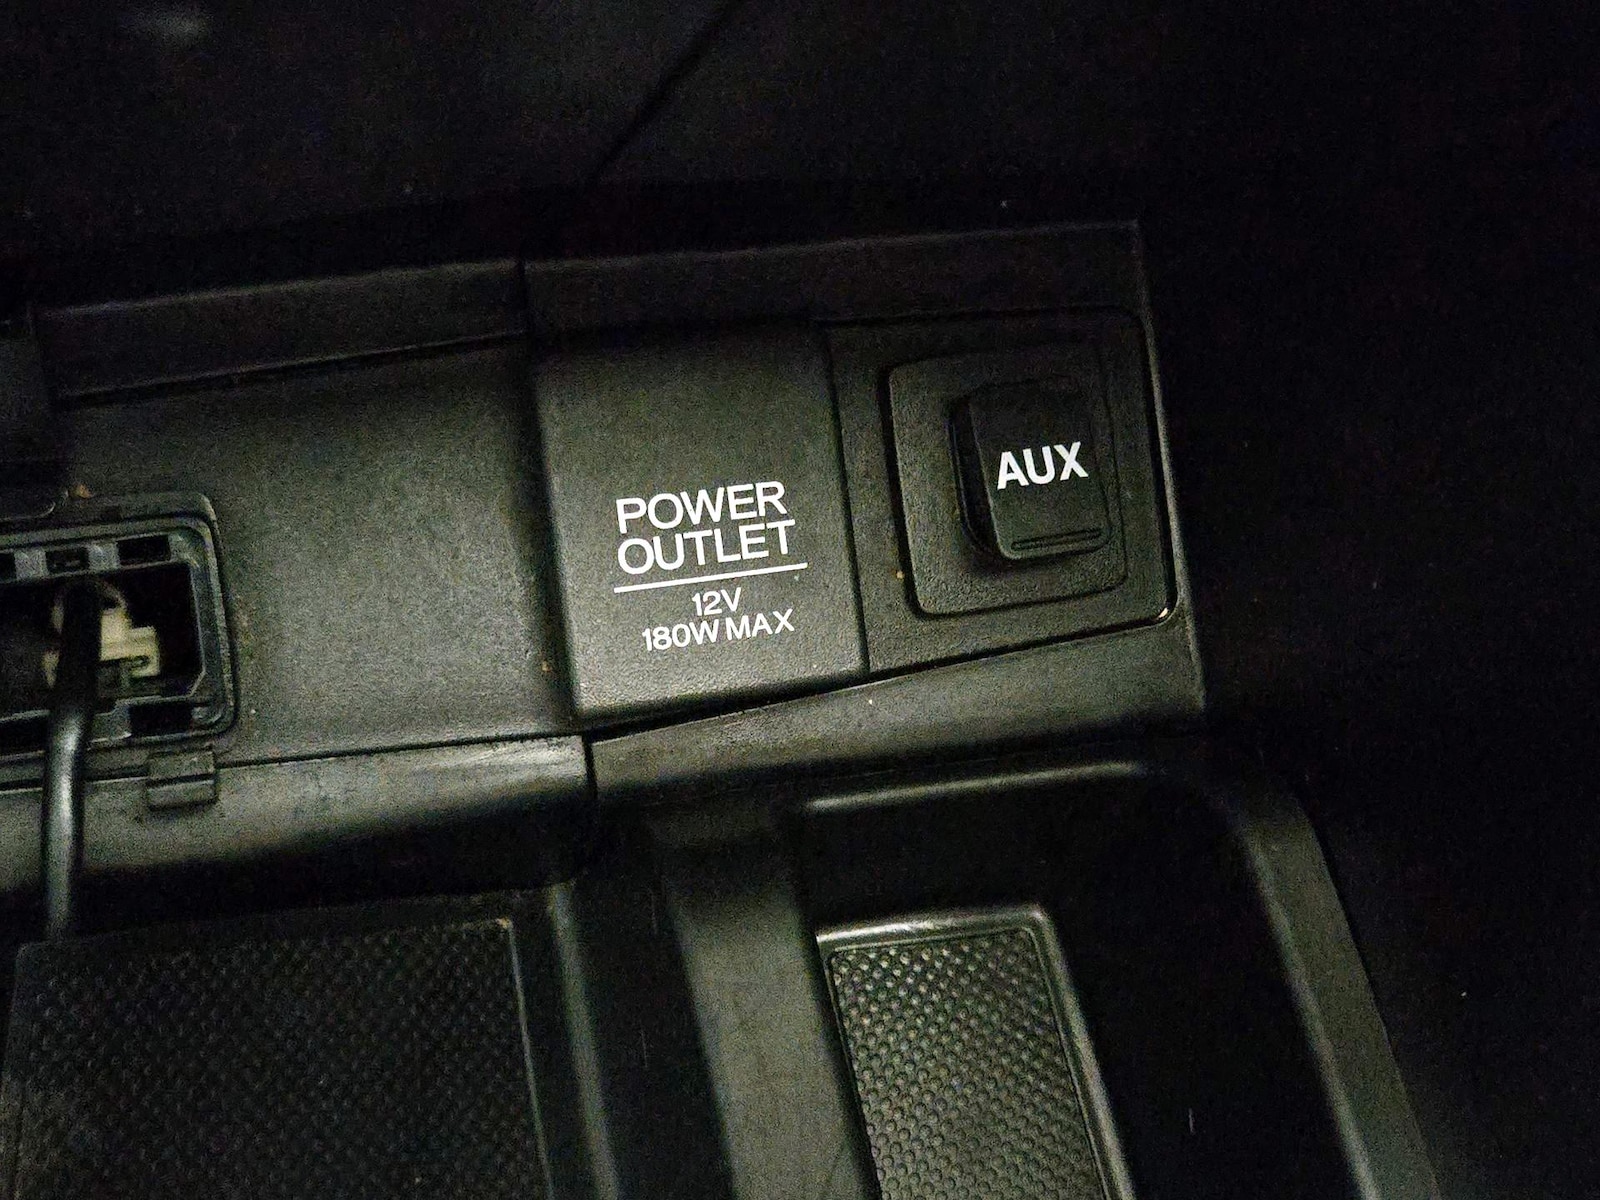 POWER
OUTLET
12V
180W MAX
AUX